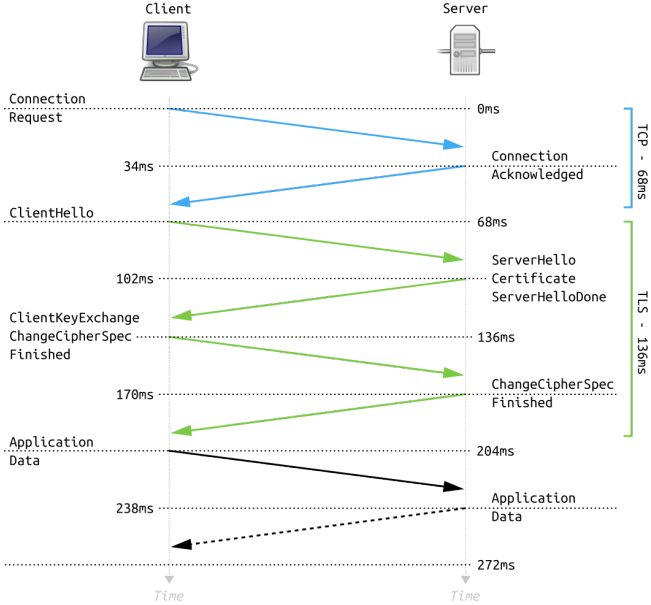 Client
Server
Connection
Request
0ms
34ms
Connection
Acknowledged
TCP - 68ms
ClientHello
68ms
102ms
ServerHello
Certificate
ServerHelloDone
ClientKeyExchange
ChangeCipherSpec
Finished
136ms
TLS - 136ms
170ms
ChangeCipherSpec
Finished
Application
Data
204ms
238ms
Application
Data
272ms
Time
Time